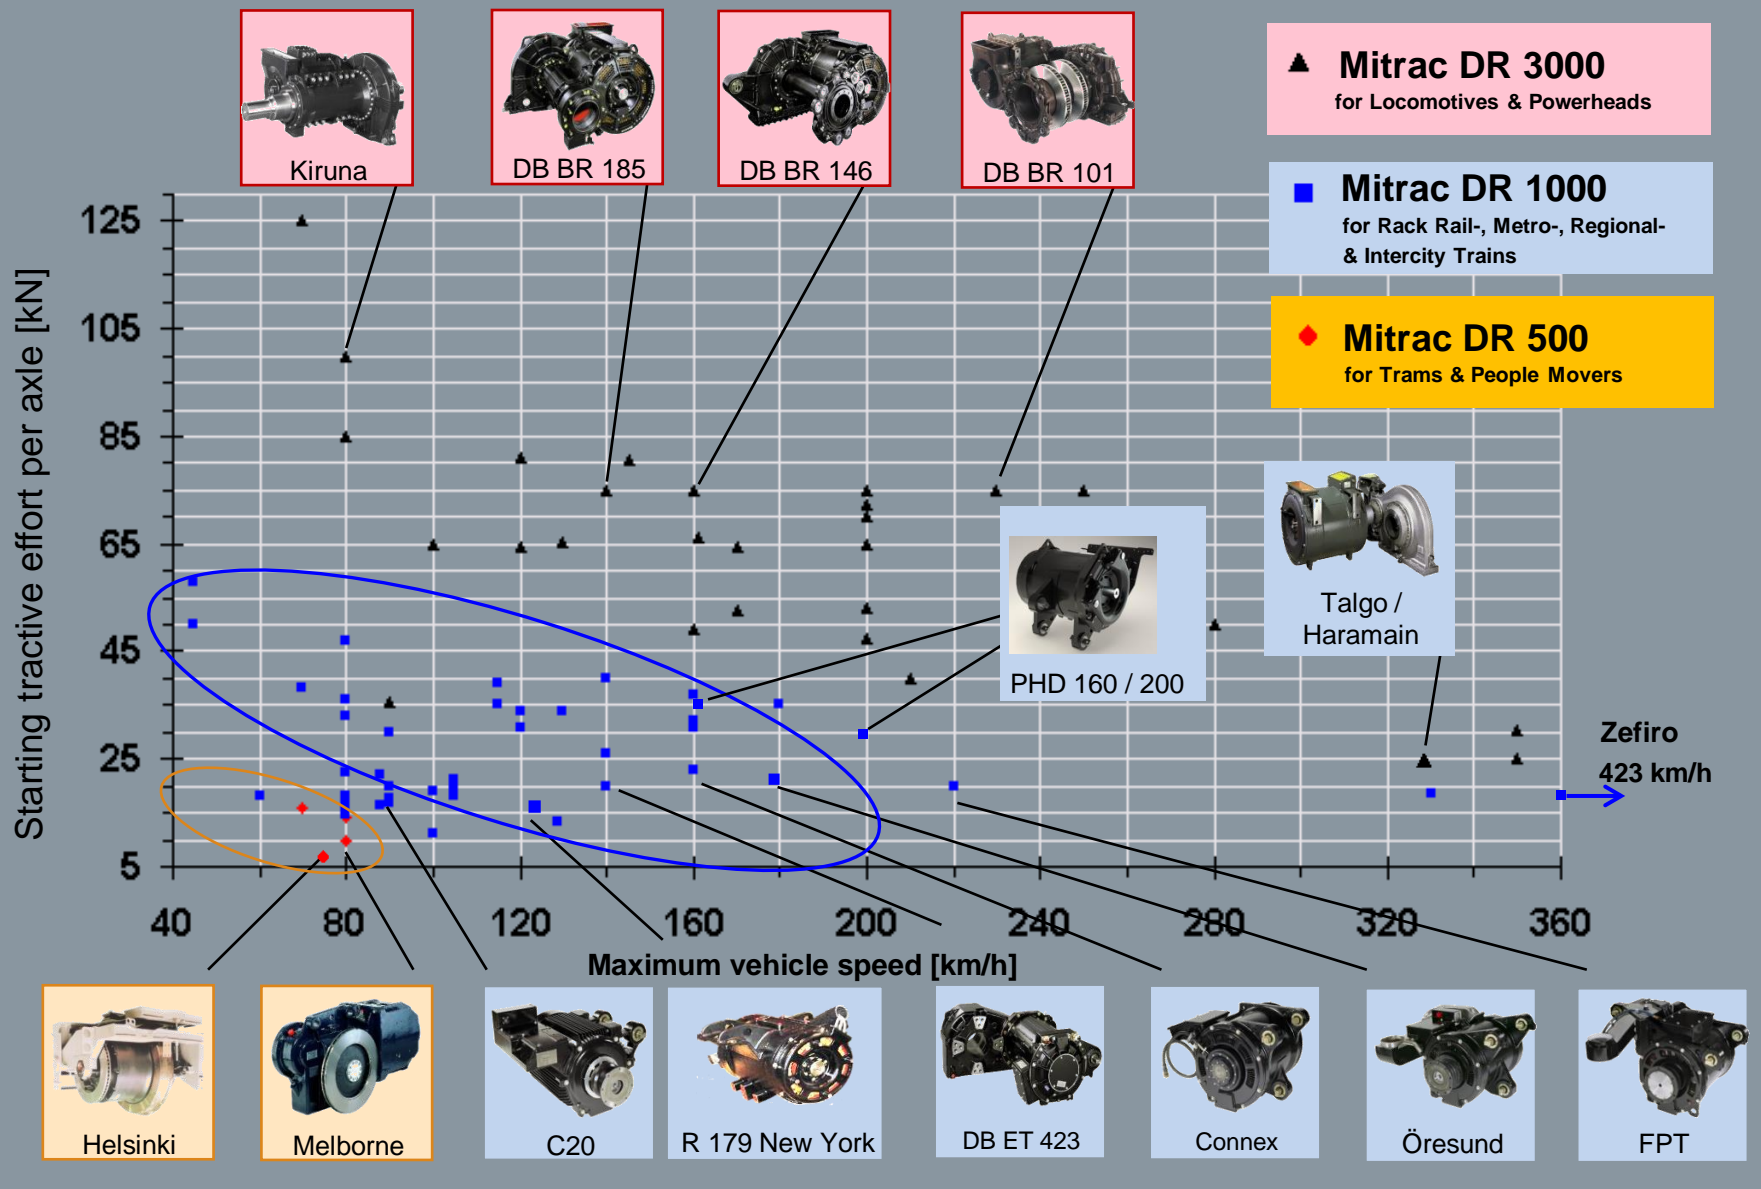 Kiruna
DB BR 185
DB BR 146
DB BR 101
Mitrac DR 3000
for Locomotives & Powerheads
Mitrac DR 1000
for Rack Rail-, Metro-, Regional-
& Intercity Trains
Mitrac DR 500
for Trams & People Movers
Starting tractive effort per axle [kN]
125
105
85
65
45
25
5
Talgo /
Haramain
PHD 160 / 200
Zefiro
423 km/h
40
80
120
160
200
240
280
320
360
Maximum vehicle speed [km/h]
Helsinki
Melborne
C20
R 179 New York
DB ET 423
Connex
Öresund
FPT